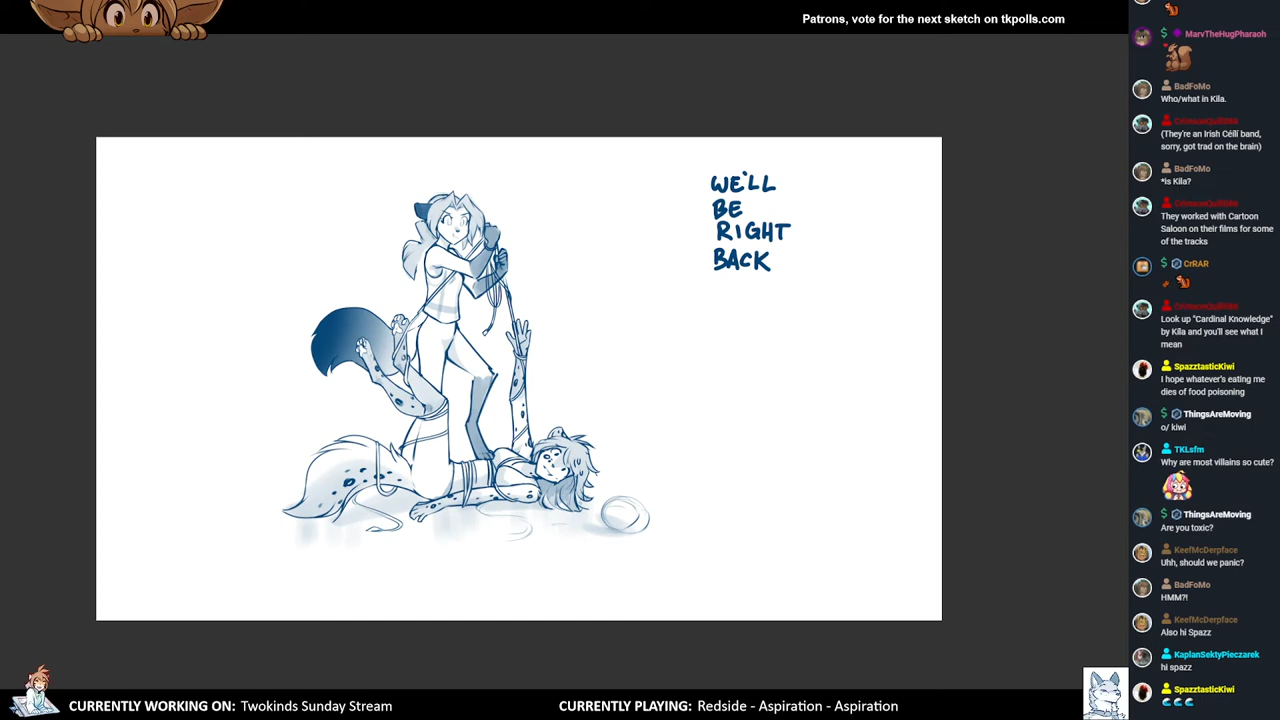 Patrons, vote for the next sketch on tkpolls.com
WE'LL
BE
RIGHT
BACK
MarvTheHugPharaoh
BadFoMo
Who/what in Kila.
(They're an Irish Céilí band,
sorry, got trad on the brain)
BadFoMo
*is Kila?
They worked with Cartoon
Saloon on their films for some
of the tracks
CrRAR
Look up "Cardinal Knowledge"
by Kila and you'll see what I
mean
SpazztasticKiwi
I hope whatever's eating me
dies of food poisoning
ThingsAreMoving
o/ kiwi
TKLsfm
Why are most villains so cute?
ThingsAreMoving
Are you toxic?
KeefMcDerpface
Uhh, should we panic?
BadFoMo
HMM?!
KeefMcDerpface
Also hi Spazz
KaplanSektyPieczarek
hi spazz
SpazztasticKiwi
CURRENTLY WORKING ON: Twokinds Sunday Stream
CURRENTLY PLAYING: Redside - Aspiration - Aspiration